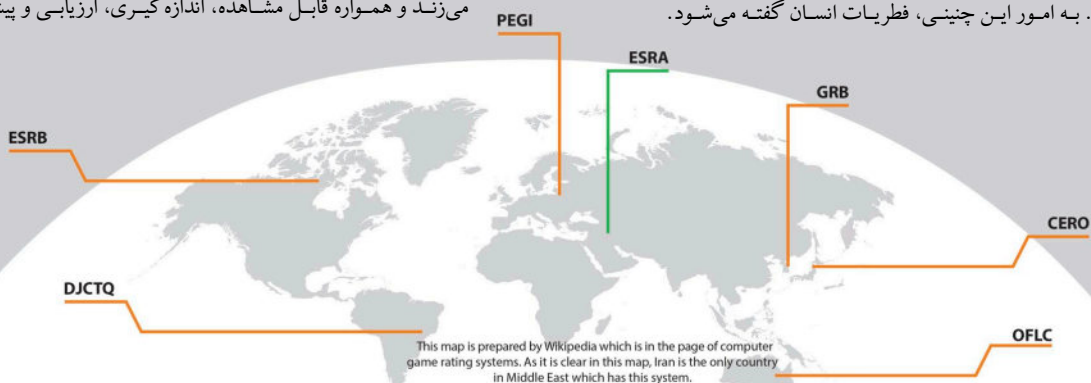 . به امور این چنینی، فطریات انسان گفته می‌شود.
می‌زند و همواره قابل مشاهده، اندازه گیری، ارزیابی و
PEGI
ESRA
GRB
ESRB
CERO
DJCTQ
OFLC
This map is prepared by Wikipedia which is in the page of computer
game rating systems. As it is clear in this map, Iran is the only country
in Middle East which has this system.